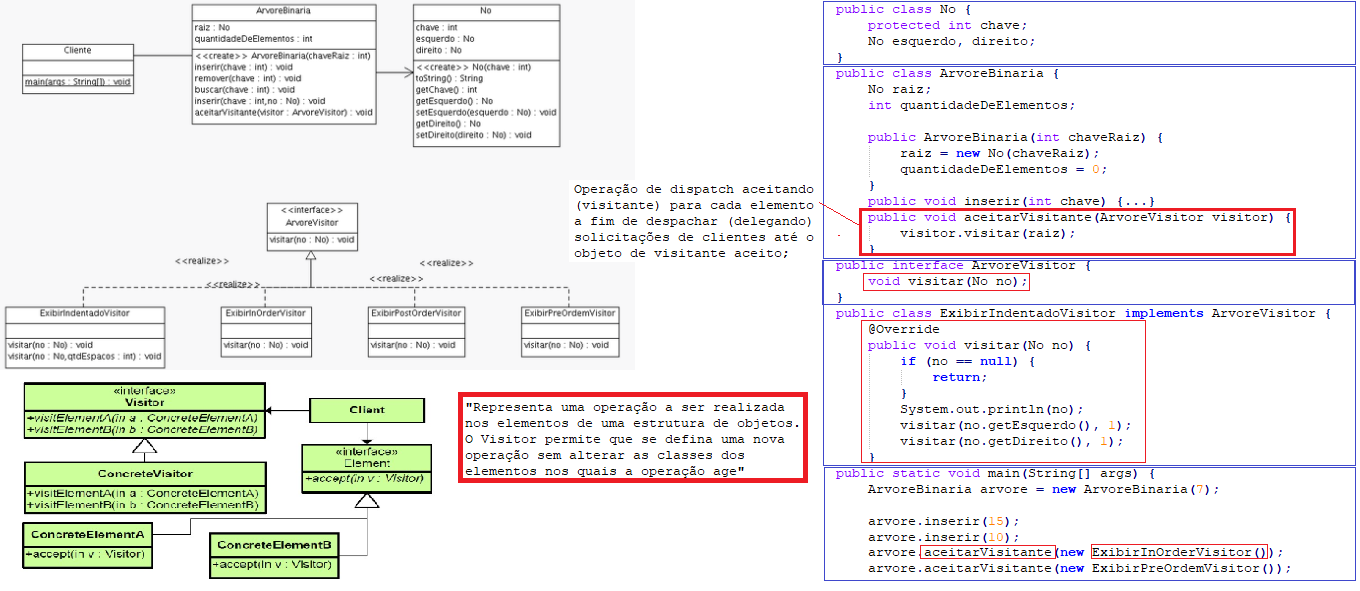 Cliente
main(args : String[]) : void
ArvoreBinaria
raiz : No
quantidadeDeElementos : int
<<create>> ArvoreBinaria(chaveRaiz : int)
inserir(chave : int) : void
remover(chave : int) : void
buscar(chave : int) : void
inserir(chave : int,no : No) : void
aceitarVisitante(visitor : ArvoreVisitor) : void
No
chave : int
esquerdo : No
direito : No
<<create>> No(chave : int)
toString() : String
getChave() : int
getEsquerdo() : No
setEsquerdo(esquerdo : No) : void
getDireito() : No
setDireito(direito : No) : void
<<interface>>
ArvoreVisitor
visitar(no : No) : void
<<realize>>
<<realize>>
<<realize>>
<<realize>>
ExibirIndentadoVisitor
visitar(no : No) : void
visitar(no : No,qtdEspacos : int) : void
ExibirInOrderVisitor
visitar(no : No) : void
ExibirPostOrderVisitor
visitar(no : No) : void
ExibirPreOrdemVisitor
visitar(no : No) : void
Operação de dispatch aceitando
(visitante) para cada elemento
a fim de despachar (delegando)
solicitações de clientes até o
objeto de visitante aceito;
«interface»
Visitor
+visitElementA(in a : ConcreteElementA)
+visitElementB(in b : ConcreteElementB)
Client
«interface»
Element
+accept(in v : Visitor)
ConcreteVisitor
+visitElementA(in a : ConcreteElementA)
+visitElementB(in b : ConcreteElementB)
ConcreteElementA
+accept(in v : Visitor)
ConcreteElementB
+accept(in v : Visitor)
"Representa uma operação a ser realizada
nos elementos de uma estrutura de objetos.
O Visitor permite que se defina uma nova
operação sem alterar as classes dos
elementos nos quais a operação age"
public class No {
protected int chave;
No esquerdo, direito;
}
public class ArvoreBinaria {
No raiz;
int quantidadeDeElementos;
public ArvoreBinaria(int chaveRaiz) {
raiz = new No(chaveRaiz);
quantidadeDeElementos = 0;
}
public void inserir(int chave) {...}
public void aceitarVisitante(ArvoreVisitor visitor) {
visitor.visitar(raiz);
}
public interface ArvoreVisitor {
void visitar(No no);
}
public class ExibirIndentadoVisitor implements ArvoreVisitor {
@Override
public void visitar(No no) {
if (no == null) {
return;
}
System.out.println(no);
visitar(no.getEsquerdo(), 1);
visitar(no.getDireito(), 1);
}
public static void main(String[] args) {
ArvoreBinaria arvore = new ArvoreBinaria(7);
arvore.inserir(15);
arvore.inserir(10);
arvore.aceitarVisitante(new ExibirInOrderVisitor());
arvore.aceitarVisitante(new ExibirPreOrdemVisitor());